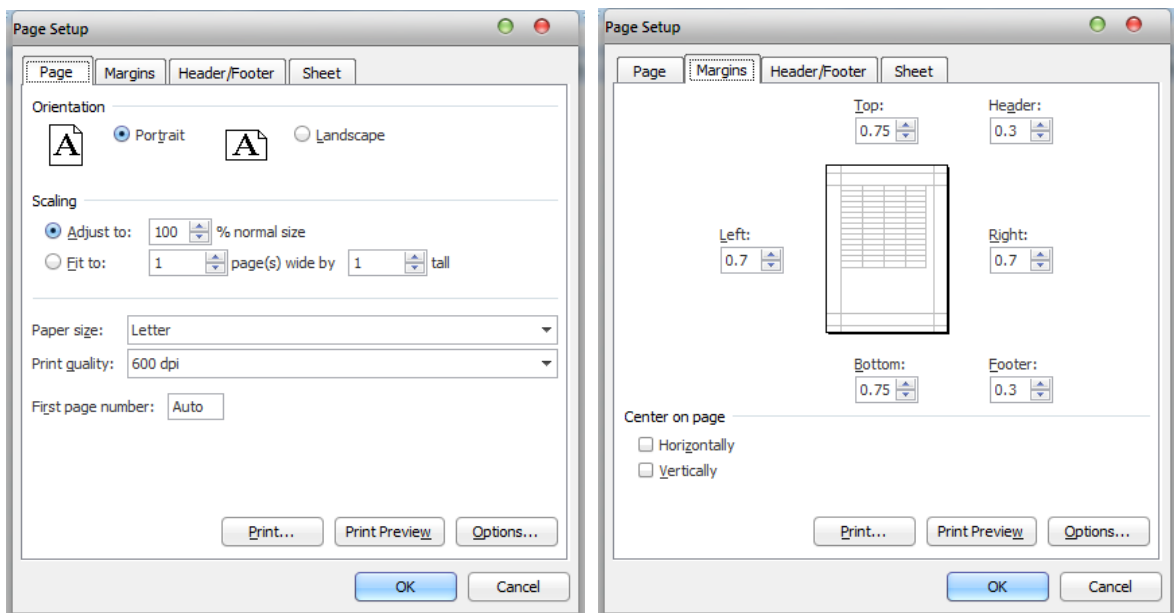 Page Setup
Page Margins Header/Footer Sheet
Orientation
A Portrait A Landscape
Scaling
Adjust to: 100 % normal size
Fit to: 1 page(s) wide by 1 tall
Paper size: Letter
Print quality: 600 dpi
First page number: Auto
Print... Print Preview Options...
OK Cancel
Page Setup
Page Margins Header/Footer Sheet
Top: Header:
0.75 0.3
Left: Right:
0.7 0.7
Bottom: Footer:
0.75 0.3
Center on page
Horizontally
Vertically
Print... Print Preview Options...
OK Cancel